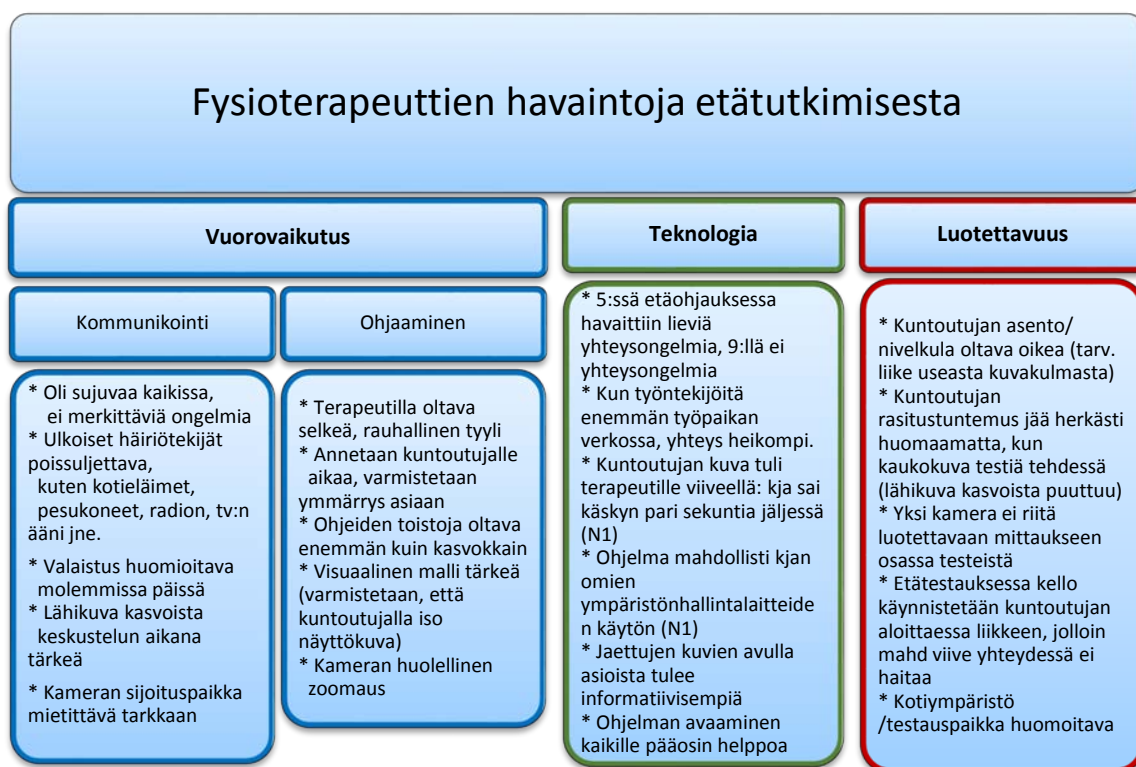 Fysioterapeuttien havaintoja etätutkimisesta
Vuorovaikutus
Kommunikointi
* Oli sujuvaa kaikissa,
ei merkittäviä ongelmia
* Ulkoiset häiriötekijät
poissuljettava,
kuten kotieläimet,
pesukoneet, radion, tv:n
ääni jne.
* Valaistus huomioitava
molemmissa päissä
* Lähikuva kasvoista
keskustelun aikana
tärkeä
* Kameran sijoituspaikka
mietittävä tarkkaan
Ohjaaminen
* Terapeutilla oltava
selkeä, rauhallinen tyyli
* Annetaan kuntoutujalle
aikaa, varmistetaan
ymmärrys asiaan
* Ohjeiden toistoja oltava
enemmän kuin kasvokkain
* Visuaalinen malli tärkeä
(varmistetaan, että
kuntoutujalla iso
näyttökuva)
* Kameran huolellinen
zoomaus
Teknologia
* 5:ssä etäohjauksessa
havaittiin lieviä
yhteysongelmia, 9:llä ei
yhteysongelmia
* Kun työntekijöitä
enemmän työpaikan
verkossa, yhteys heikompi.
* Kuntoutujan kuva tuli
terapeutille viiveellä: kja sai
käskyn pari sekuntia jäljessä
(N1)
* Ohjelma mahdollisti kjan
omien
ympäristönhallintalaitteide
n käytön (N1)
* Jaettujen kuvien avulla
asioista tulee
informatiivisempiä
* Ohjelman avaaminen
kaikille pääosin helppoa
Luotettavuus
* Kuntoutujan asento/
nivelkula oltava oikea (tarv.
liike useasta kuvakulmasta)
* Kuntoutujan
rasitustuntemus jää herkästi
huomaamatta, kun
kaukokuva testiä tehdessä
(lähikuva kasvoista puuttuu)
* Yksi kamera ei riitä
luotettavaan mittaukseen
osassa testeistä
* Etätestauksessa kello
käynnistetään kuntoutujan
aloittaessa liikkeen, jolloin
mahd viive yhteydessä ei
haitaa
* Kotiympäristö
/testauspaikka huomoitava